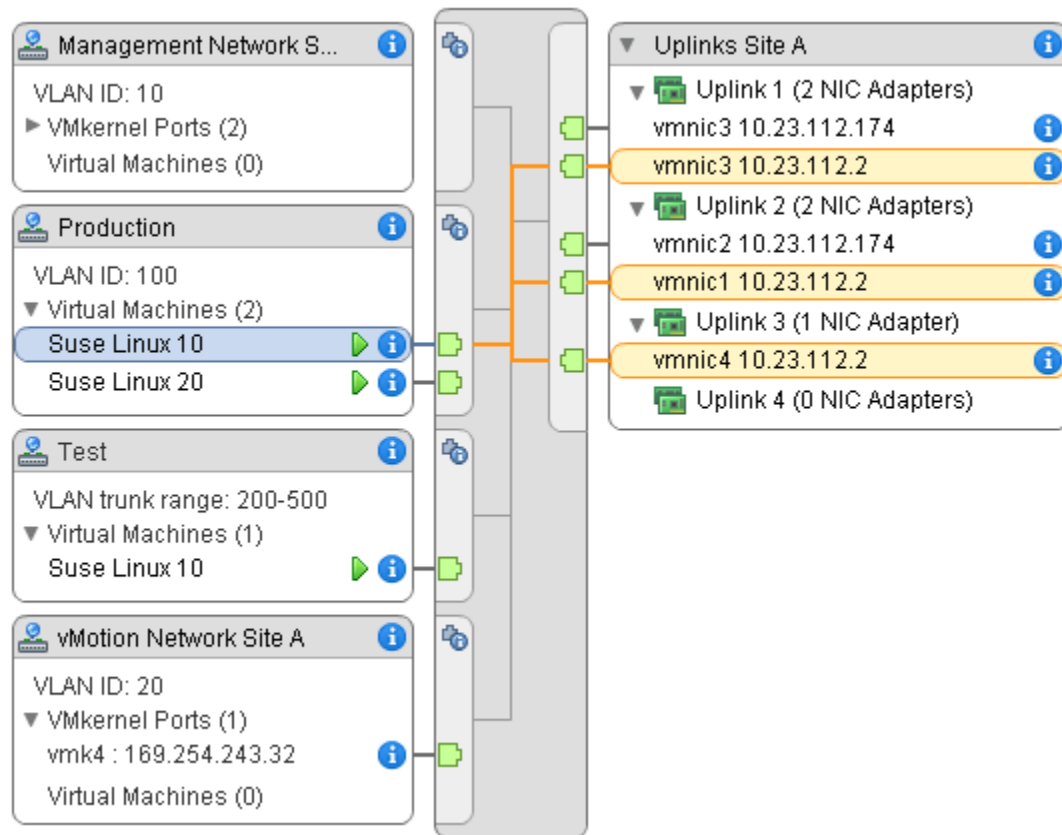 Management Network S...
VLAN ID: 10
VMkernel Ports (2)
Virtual Machines (0)
Production
VLAN ID: 100
Virtual Machines (2)
Suse Linux 10
Suse Linux 20
Test
VLAN trunk range: 200-500
Virtual Machines (1)
Suse Linux 10
vMotion Network Site A
VLAN ID: 20
VMkernel Ports (1)
vmk4 : 169.254.243.32
Virtual Machines (0)
Uplinks Site A
Uplink 1 (2 NIC Adapters)
vmnic3 10.23.112.174
vmnic3 10.23.112.2
Uplink 2 (2 NIC Adapters)
vmnic2 10.23.112.174
vmnic1 10.23.112.2
Uplink 3 (1 NIC Adapter)
vmnic4 10.23.112.2
Uplink 4 (0 NIC Adapters)